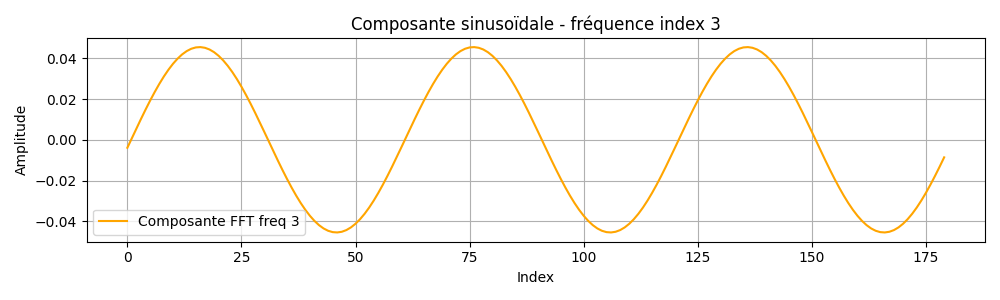 Composante sinusoïdale - fréquence index 3
Amplitude
0.04
0.02
0.00
−0.02
−0.04
Composante FFT freq 3
0 25 50 75 100 125 150 175
Index